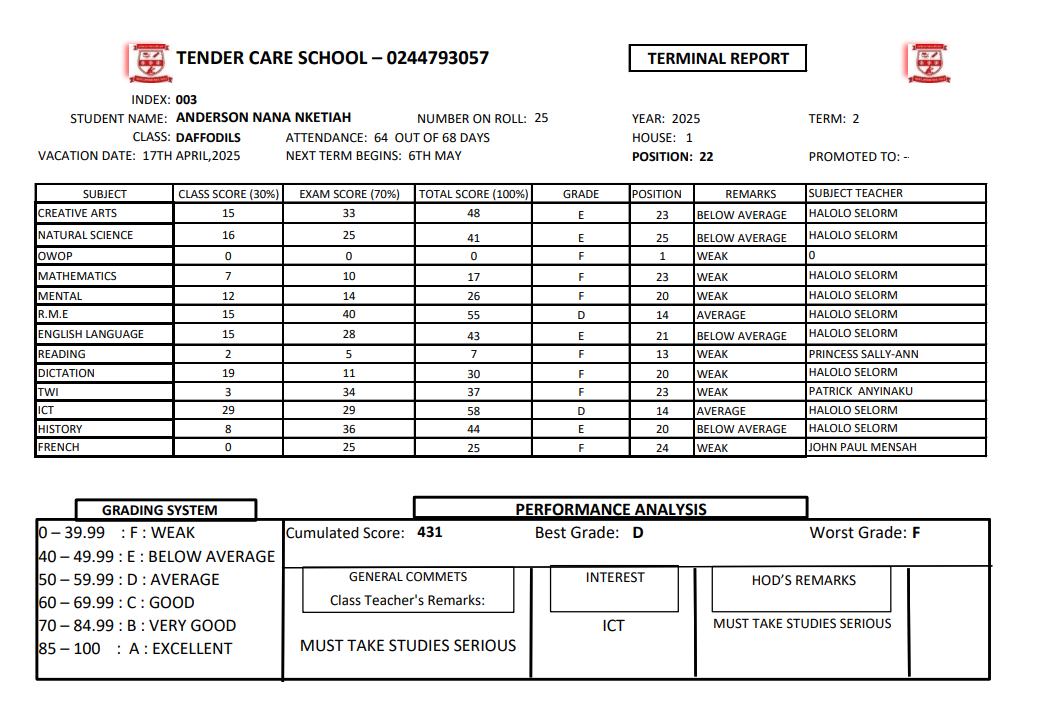 TENDER CARE SCHOOL – 0244793057
TERMINAL REPORT
INDEX: 003
STUDENT NAME: ANDERSON NANA NKETIAH NUMBER ON ROLL: 25 YEAR: 2025 TERM: 2
CLASS: DAFFODILS ATTENDANCE: 64 OUT OF 68 DAYS HOUSE: 1
VACATION DATE: 17TH APRIL,2025 NEXT TERM BEGINS: 6TH MAY POSITION: 22 PROMOTED TO: --
SUBJECT CLASS SCORE (30%) EXAM SCORE (70%) TOTAL SCORE (100%) GRADE POSITION REMARKS SUBJECT TEACHER
CREATIVE ARTS 15 33 48 E 23 BELOW AVERAGE HALOLO SELORM
NATURAL SCIENCE 16 25 41 E 25 BELOW AVERAGE HALOLO SELORM
OWOP 0 0 0 F 1 WEAK 0
MATHEMATICS 7 10 17 F 23 WEAK HALOLO SELORM
MENTAL 12 14 26 F 20 WEAK HALOLO SELORM
R.M.E 15 40 55 D 14 AVERAGE HALOLO SELORM
ENGLISH LANGUAGE 15 28 43 E 21 BELOW AVERAGE HALOLO SELORM
READING 2 5 7 F 13 WEAK PRINCESS SALLY-ANN
DICTATION 19 11 30 F 20 WEAK HALOLO SELORM
TWI 3 34 37 F 23 WEAK PATRICK ANYINAKU
ICT 29 29 58 D 14 AVERAGE HALOLO SELORM
HISTORY 8 36 44 E 20 BELOW AVERAGE HALOLO SELORM
FRENCH 0 25 25 F 24 WEAK JOHN PAUL MENSAH
GRADING SYSTEM
0 – 39.99 : F : WEAK
40 – 49.99 : E : BELOW AVERAGE
50 – 59.99 : D : AVERAGE
60 – 69.99 : C : GOOD
70 – 84.99 : B : VERY GOOD
85 – 100 : A : EXCELLENT
PERFORMANCE ANALYSIS
Cumulated Score: 431 Best Grade: D Worst Grade: F
GENERAL COMMETS
Class Teacher's Remarks:
MUST TAKE STUDIES SERIOUS
INTEREST
ICT
HOD'S REMARKS
MUST TAKE STUDIES SERIOUS